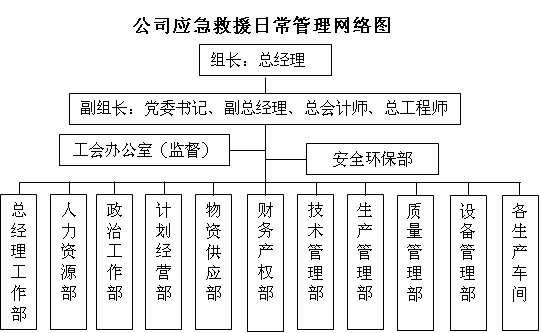 公司应急救援日常管理网络图
组长：总经理
副组长：党委书记、副总经理、总会计师、总工程师
工会办公室（监督）
安全环保部
总经理工作部
人力资源部
政治工作部
计划经营部
物资供应部
财务产权部
技术管理部
生产管理部
质量管理部
设备管理部
各生产车间